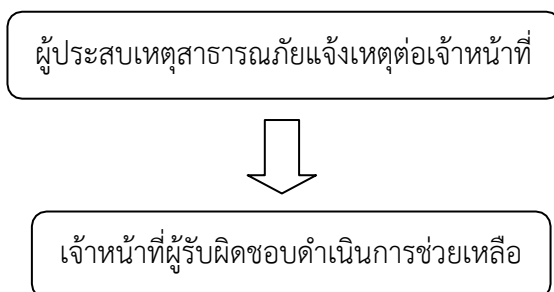 ผู้ประสบเหตุสาธารณภัยแจ้งเหตุต่อเจ้าหน้าที่
เจ้าหน้าที่ผู้รับผิดชอบดำเนินการช่วยเหลือ